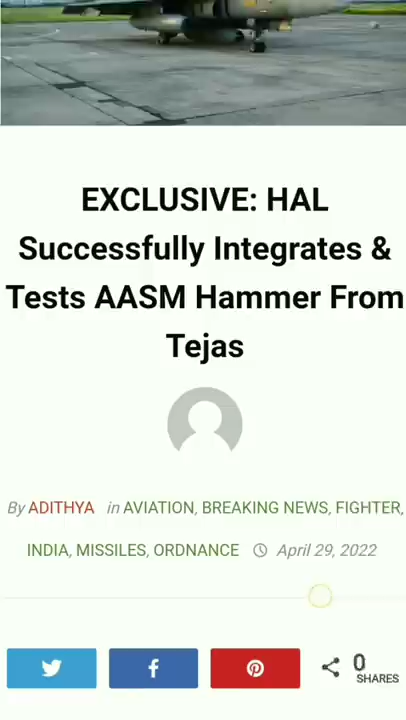 EXCLUSIVE: HAL
Successfully Integrates &
Tests AASM Hammer From
Tejas
By ADITHYA in AVIATION, BREAKING NEWS, FIGHTER,
INDIA, MISSILES, ORDNANCE April 29, 2022
0
SHARES